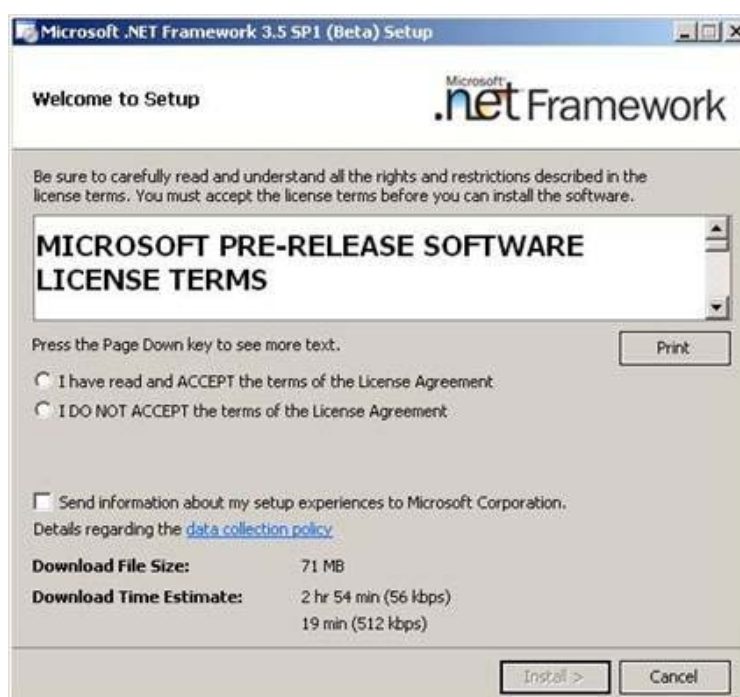 Microsoft .NET Framework 3.5 SP1 (Beta) Setup
Welcome to Setup
Microsoft
.net Framework
Be sure to carefully read and understand all the rights and restrictions described in the
license terms. You must accept the license terms before you can install the software.
MICROSOFT PRE-RELEASE SOFTWARE
LICENSE TERMS
Press the Page Down key to see more text.
Print
I have read and ACCEPT the terms of the License Agreement
I DO NOT ACCEPT the terms of the License Agreement
Send information about my setup experiences to Microsoft Corporation.
Details regarding the data collection policy
Download File Size: 71 MB
Download Time Estimate: 2 hr 54 min (56 kbps)
19 min (512 kbps)
Install >
Cancel